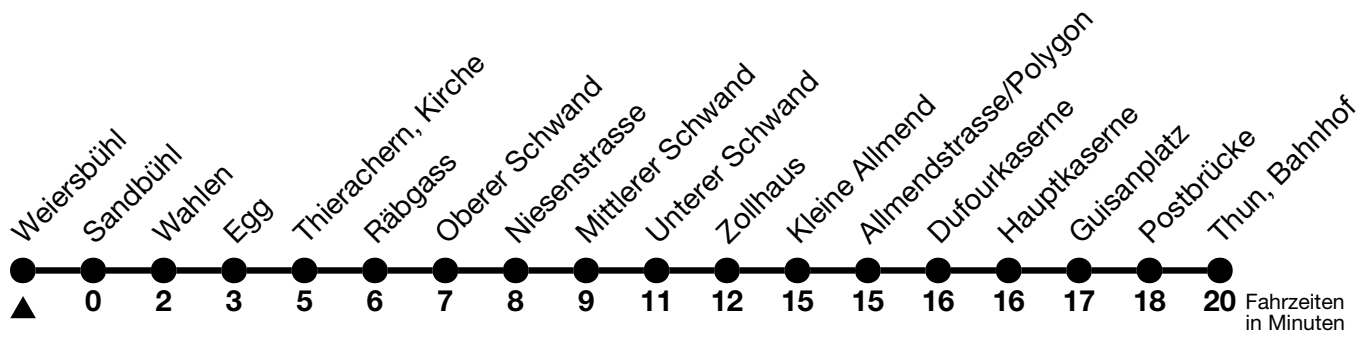 Weiersbühl
Sandbühl
Wahlen
Egg
Thierachern, Kirche
Räbgass
Oberer Schwand
Niesenstrasse
Mittlerer Schwand
Unterer Schwand
Zollhaus
Kleine Allmend
Allmendstrasse/Polygon
Dufourkaserne
Hauptkaserne
Guisanplatz
Postbrücke
Thun, Bahnhof
0 2 3 5 6 7 8 9 11 12 15 15 16 16 17 18 20 Fahrzeiten
in Minuten